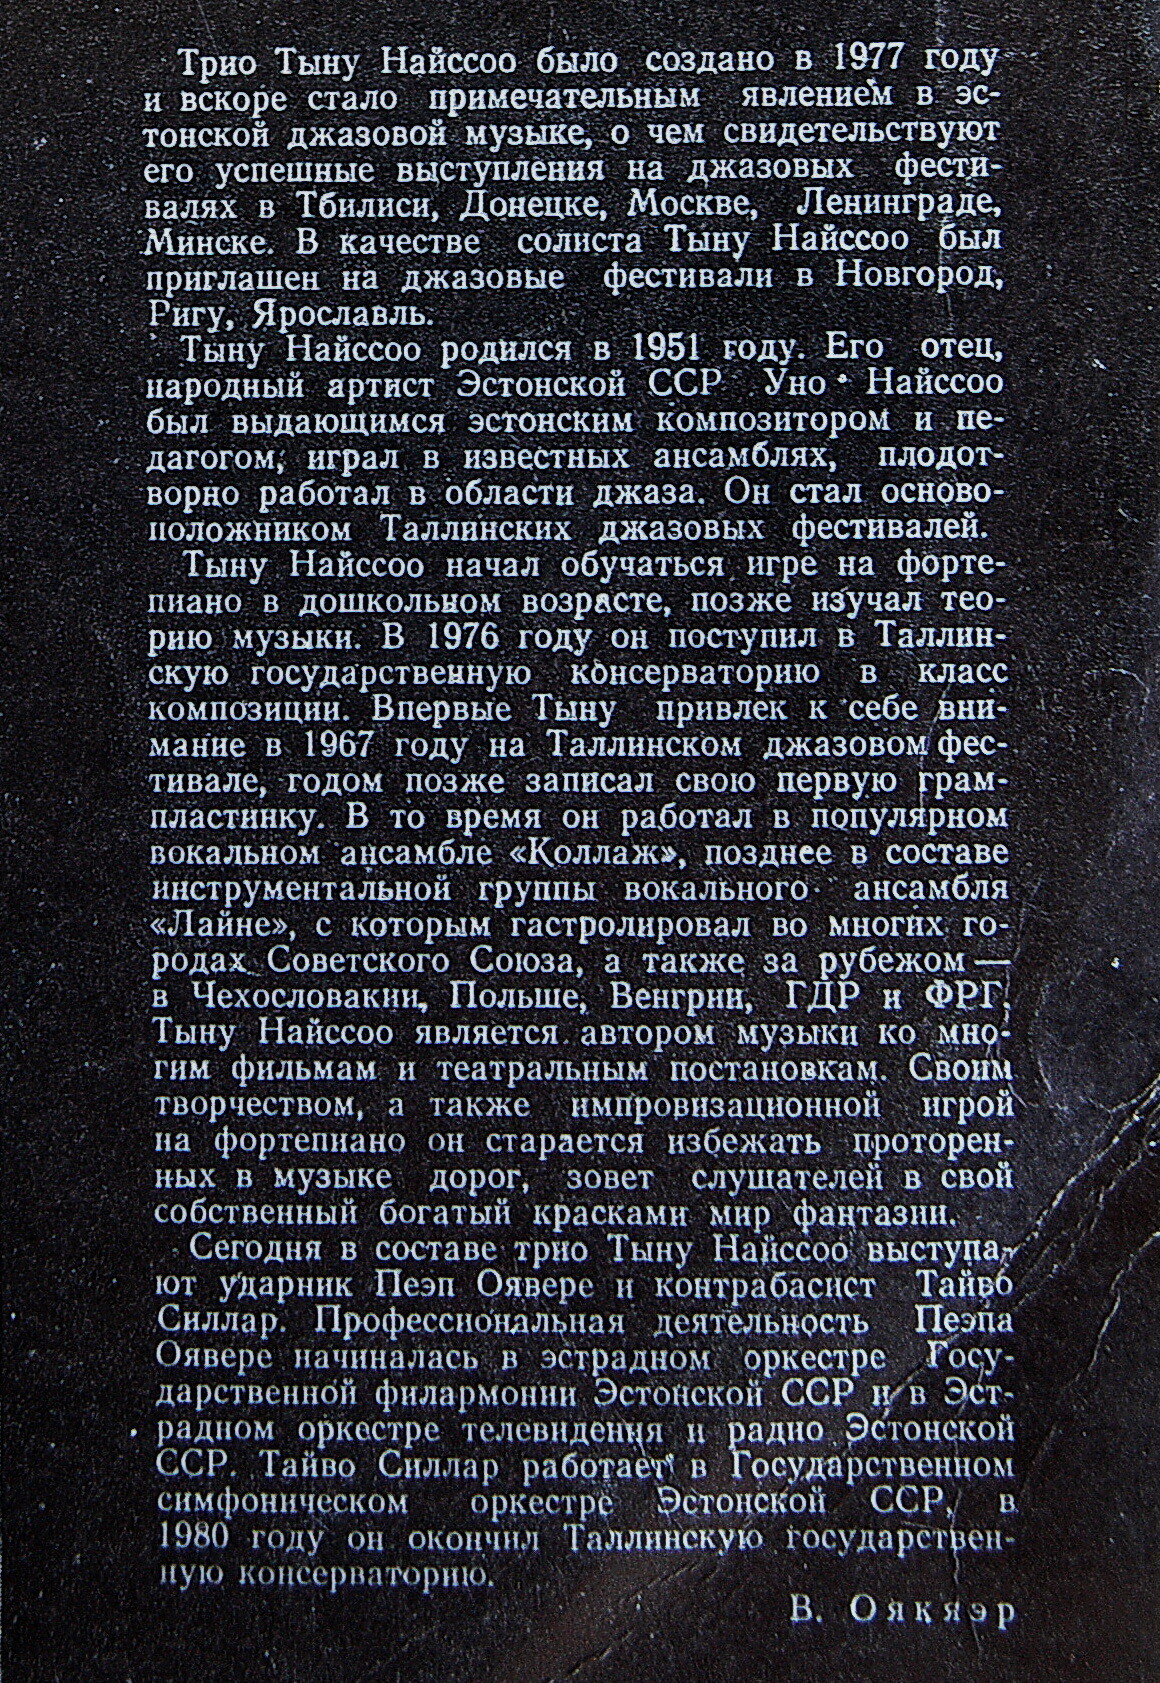 Трио Тыну Найссоо было создано в 1977 году
и вскоре стало примечательным явлением в эс-
тонской джазовой музыке, о чем свидетельствуют
его успешные выступления на джазовых фести-
валях в Тбилиси, Донецке, Москве, Ленинграде,
Минске. В качестве солиста Тыну Найссоо был
приглашен на джазовые фестивали в Новгород,
Ригу, Ярославль.
Тыну Найссоо родился в 1951 году. Его отец,
народный артист Эстонской ССР Уно Найссоо
был выдающимся эстонским композитором и пе-
дагогом, играл в известных ансамблях, плодот-
ворно работал в области джаза. Он стал осново-
положником Таллинских джазовых фестивалей.
Тыну Найссоо начал обучаться игре на форте-
пиано в дошкольном возрасте, позже изучал тео-
рию музыки. В 1976 году он поступил в Таллин-
скую государственную консерваторию в класс
композиции. Впервые Тыну привлек к себе вни-
мание в 1967 году на Таллинском джазовом фес-
тивале, годом позже записал свою первую грам-
пластинку. В то время он работал в популярном
вокальном ансамбле «Коллаж», позднее в составе
инструментальной группы вокального ансамбля
«Лайне», с которым гастролировал во многих го-
родах Советского Союза, а также за рубежом —
в Чехословакии, Польше, Венгрии, ГДР и ФРГ.
Тыну Найссоо является автором музыки ко мно-
гим фильмам и театральным постановкам. Своим
творчеством, а также импровизационной игрой
на фортепиано он старается избежать проторен-
ных в музыке дорог, зовет слушателей в свой
собственный богатый красками мир фантазии.
Сегодня в составе трио Тыну Найссоо выступа-
ют ударник Пеэп Оявере и контрабасист Тайво
Силлар. Профессиональная деятельность Пеэпа
Оявере начиналась в эстрадном оркестре Госу-
дарственной филармонии Эстонской ССР и в Эст-
радном оркестре телевидения и радио Эстонской
ССР. Тайво Силлар работает в Государственном
симфоническом оркестре Эстонской ССР, в
1980 году он окончил Таллинскую государствен-
ную консерваторию.
В. Оякяэр